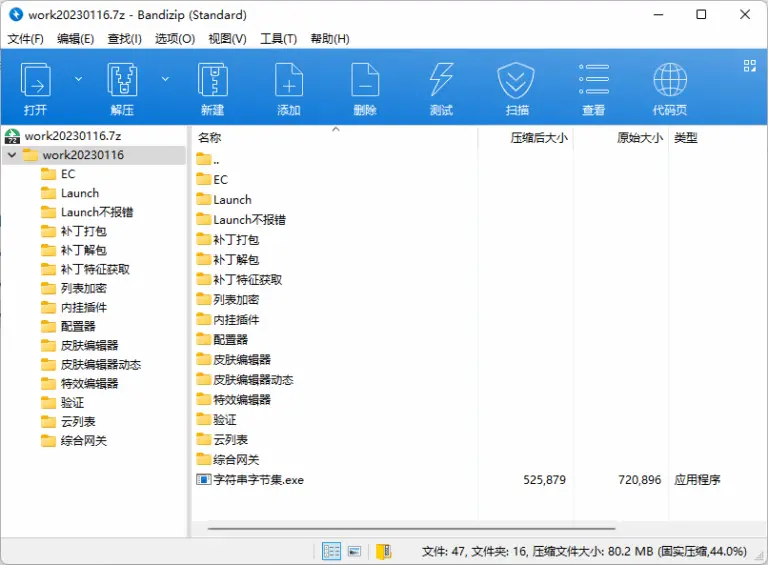 work20230116.7z - Bandizip (Standard)
文件(F) 编辑(E) 查找(I) 选项(O) 视图(V) 工具(T) 帮助(H)
打开 解压 新建 添加 删除 测试 扫描 查看 代码页
work20230116.7z
work20230116
EC
Launch
Launch不报错
补丁打包
补丁解包
补丁特征获取
列表加密
内挂插件
配置器
皮肤编辑器
皮肤编辑器动态
特效编辑器
验证
云列表
综合网关
名称 压缩后大小 原始大小 类型
..
EC
Launch
Launch不报错
补丁打包
补丁解包
补丁特征获取
列表加密
内挂插件
配置器
皮肤编辑器
皮肤编辑器动态
特效编辑器
验证
云列表
综合网关
字符串字节集.exe 525,879 720,896 应用程序
文件: 47, 文件夹: 16, 压缩文件大小: 80.2 MB (固实压缩,44.0%)